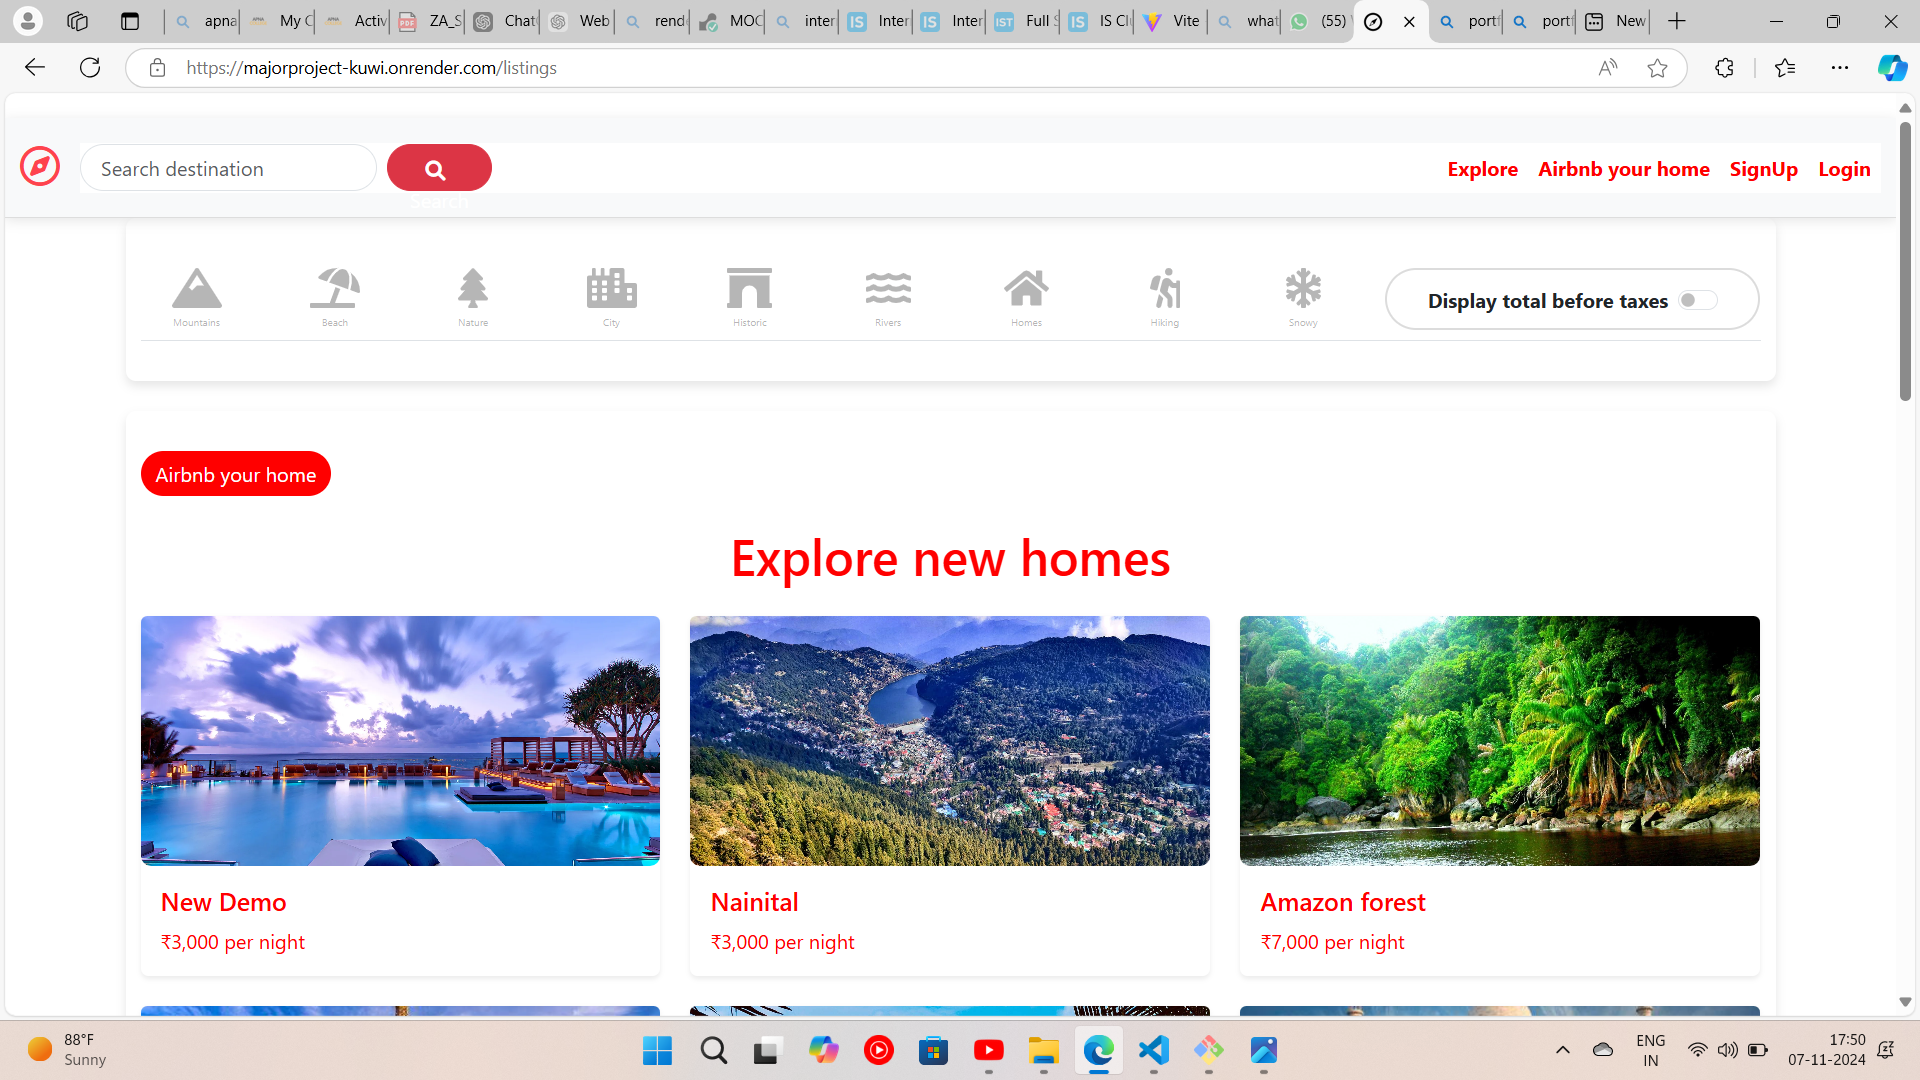 apna
My C
Activ
ZA_S
Chat
Web
rende
MOC
inter
Inter
Inter
Full S
IS Cl
Vite
what
(55)
portf
portf
New
https://majorproject-kuwi.onrender.com/listings
Search destination
Search
Explore Airbnb your home SignUp Login
Mountains Beach Nature City Historic Rivers Homes Hiking Snowy
Display total before taxes
Airbnb your home
Explore new homes
New Demo
₹3,000 per night
Nainital
₹3,000 per night
Amazon forest
₹7,000 per night
88°F
Sunny
ENG
IN
17:50
07-11-2024